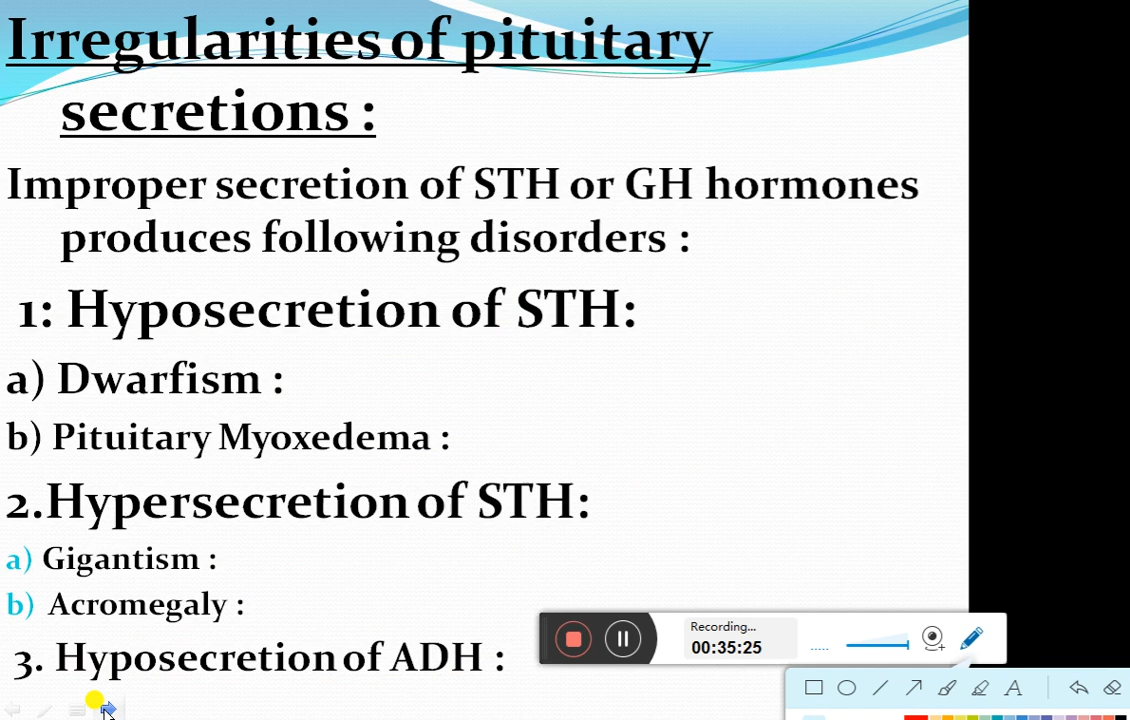 Irregularities of pituitary
secretions :
Improper secretion of STH or GH hormones
produces following disorders :
1: Hyposecretion of STH:
a) Dwarfism :
b) Pituitary Myoxedema :
2.Hypersecretion of STH:
a) Gigantism :
b) Acromegaly :
3. Hyposecretion of ADH :
Recording...
00:35:25
A